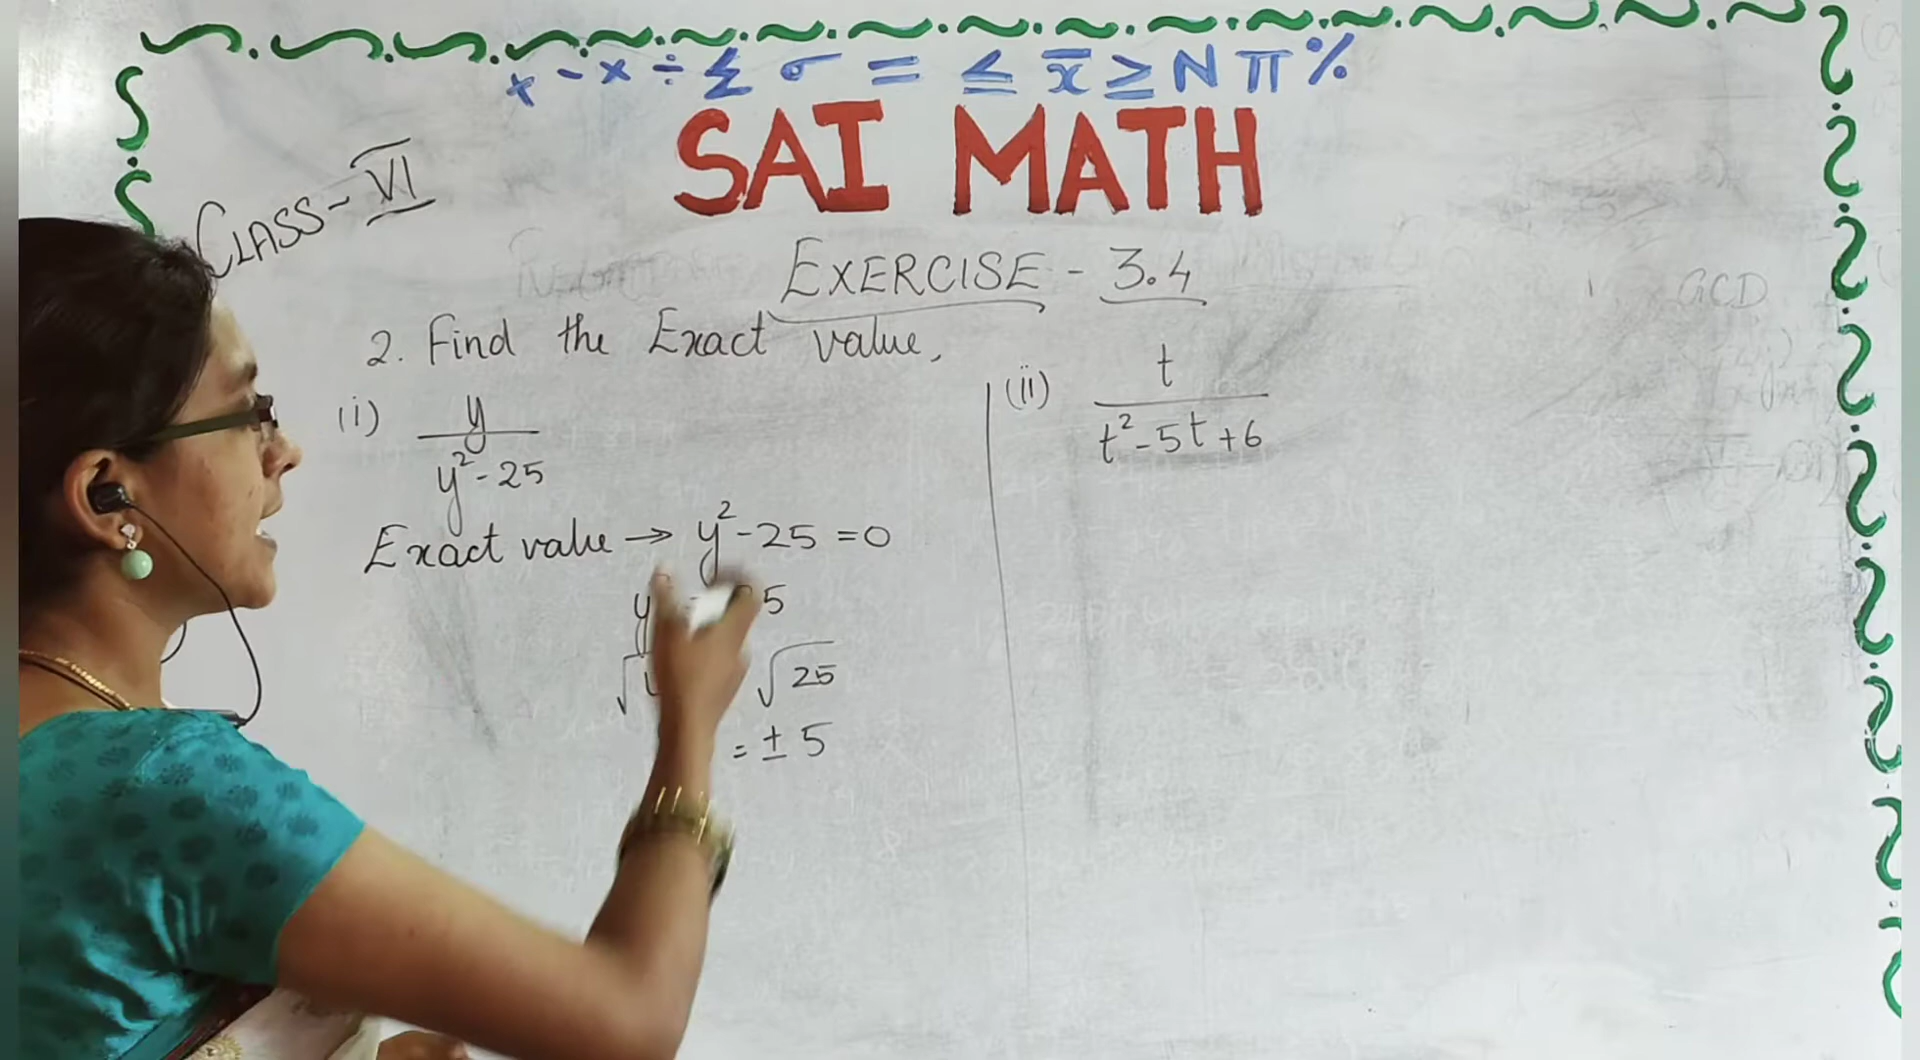 + - × ÷ Σ σ = ≤ x̄ ≥ N π %
SAI MATH
CLASS - VI
EXERCISE - 3.4
2. Find the Exact value.
(i) y
y² - 25
Exact value → y² - 25 = 0
y 25
√ √25
= ± 5
(ii) t
t² - 5t + 6
GCD